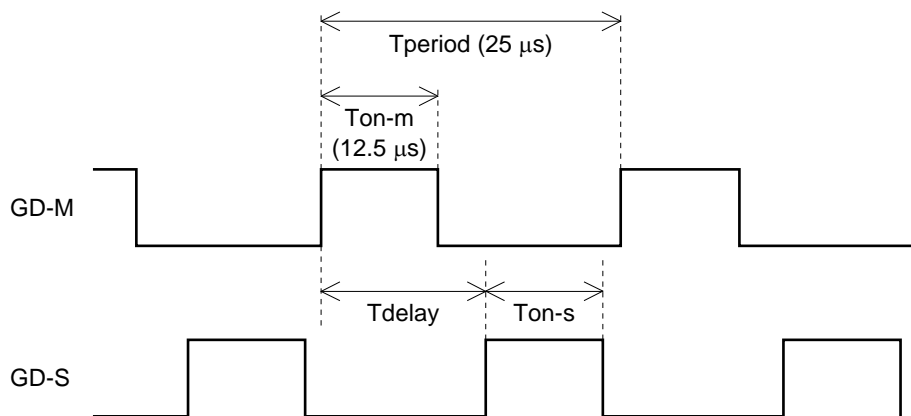 Tperiod (25 μs)
Ton-m
(12.5 μs)
GD-M
Tdelay
Ton-s
GD-S